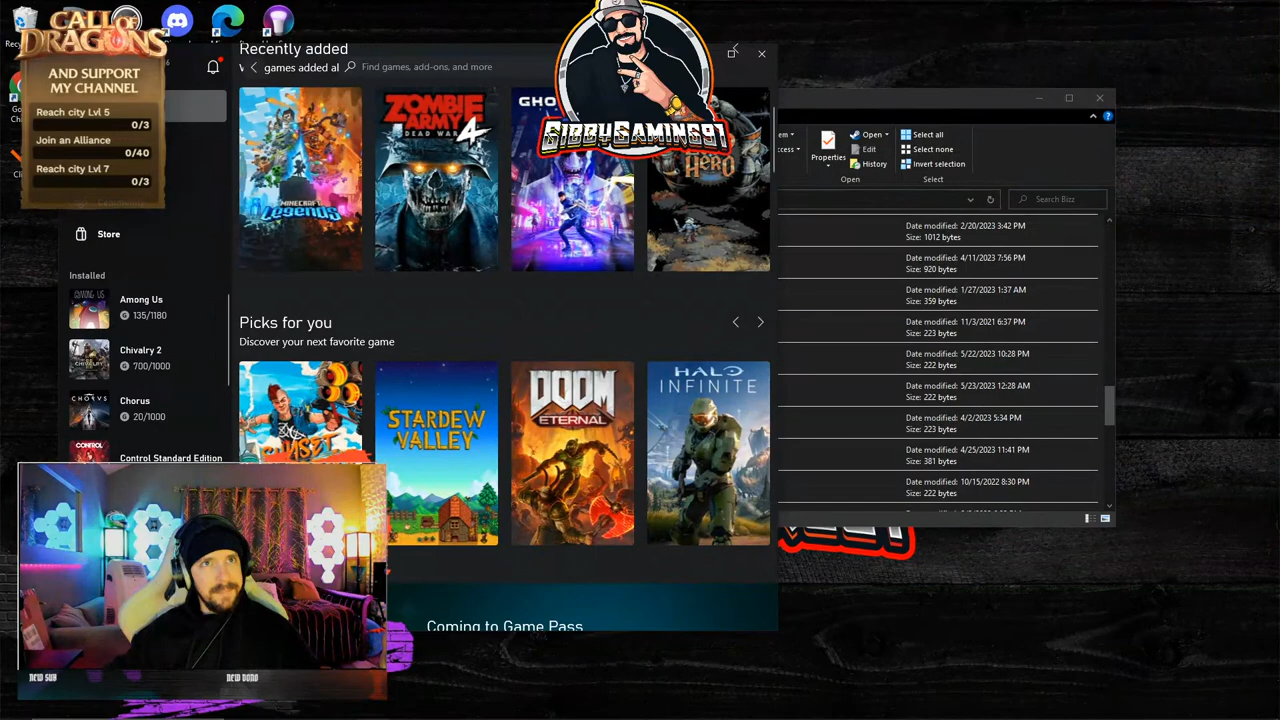 CALL OF
DRAGONS
AND SUPPORT
MY CHANNEL
Reach city Lvl 5
0/3
Join an Alliance
0/40
Reach city Lvl 7
0/3
Store
Installed
Among Us
135/1180
Chivalry 2
700/1000
Chorus
20/1000
Control Standard Edition
CHORVS
CONTROL
Recently added
games added al
Find games, add-ons, and more
MINECRAFT
LEGENDS
ZOMBIE
ARMY
4
DEAD WAR
GHO
HERO
GIBBYGAMING91
Picks for you
Discover your next favorite game
SUNSET
STARDEW
VALLEY
DOOM
ETERNAL
HALO
INFINITE
Coming to Game Pass
Properties
Open
Edit
History
Open
Select all
Select none
Invert selection
Select
Search Bizz
Date modified: 2/20/2023 3:42 PM
Size: 1012 bytes
Date modified: 4/11/2023 7:56 PM
Size: 920 bytes
Date modified: 1/27/2023 1:37 AM
Size: 359 bytes
Date modified: 11/3/2021 6:37 PM
Size: 223 bytes
Date modified: 5/22/2023 10:28 PM
Size: 222 bytes
Date modified: 5/23/2023 12:28 AM
Size: 222 bytes
Date modified: 4/2/2023 5:34 PM
Size: 223 bytes
Date modified: 4/25/2023 11:41 PM
Size: 381 bytes
Date modified: 10/15/2022 8:30 PM
Size: 222 bytes
NEW SUB
NEW DONO